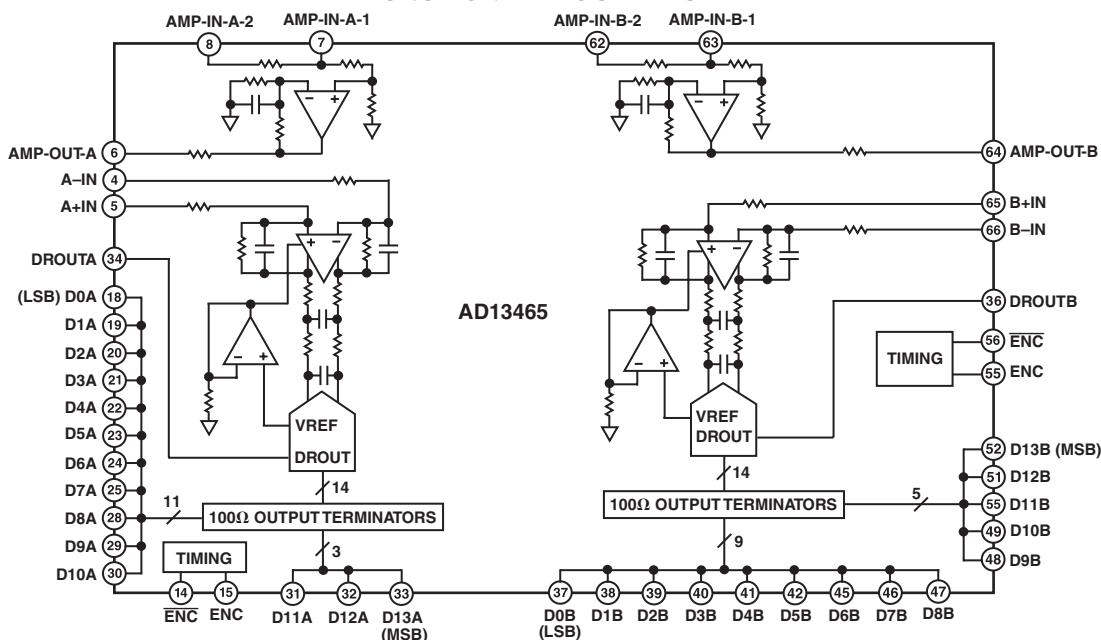 AMP-IN-A-2
AMP-IN-A-1
AMP-IN-B-2
AMP-IN-B-1
8
7
62
63
AMP-OUT-A
6
64
AMP-OUT-B
A–IN
4
A+IN
5
65
B+IN
66
B–IN
DROUTA
34
36
DROUTB
AD13465
(LSB) D0A
18
D1A
19
D2A
20
D3A
21
D4A
22
D5A
23
D6A
24
D7A
25
D8A
28
D9A
29
D10A
30
TIMING
56
ENC
55
ENC
VREF
DROUT
VREF
DROUT
14
14
11
100Ω OUTPUT TERMINATORS
100Ω OUTPUT TERMINATORS
5
3
9
52
D13B (MSB)
51
D12B
55
D11B
49
D10B
48
D9B
TIMING
14
15
31
32
33
37
38
39
40
41
42
45
46
47
ENC
ENC
D11A
D12A
D13A
(MSB)
D0B
(LSB)
D1B
D2B
D3B
D4B
D5B
D6B
D7B
D8B